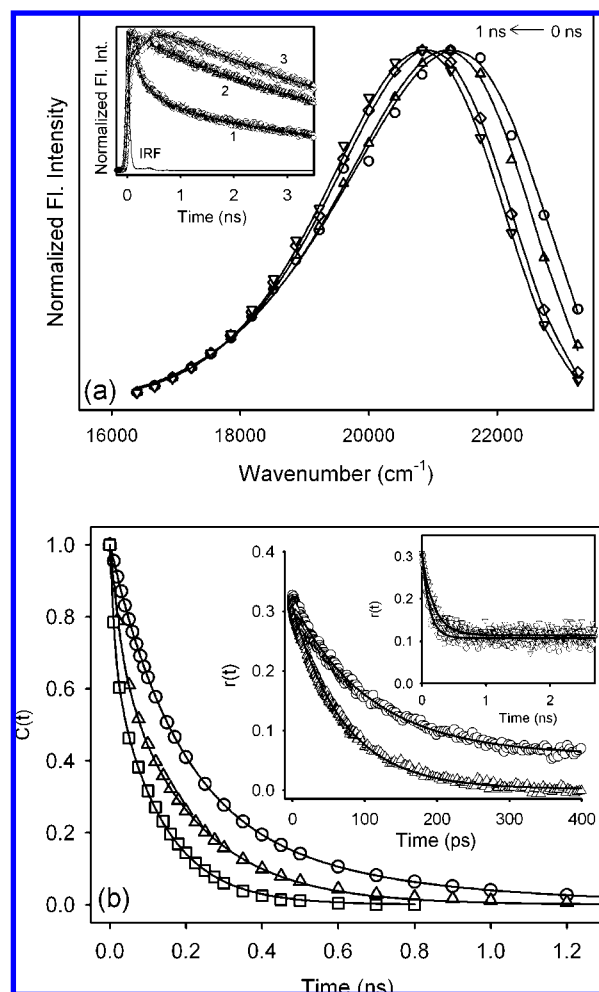 1 ns ← 0 ns
Normalized Fl. Int.
3
2
1
IRF
0 1 2 3
Time (ns)
Normalized Fl. Intensity
(a)
16000 18000 20000 22000
Wavenumber (cm⁻¹)
C(t)
1.0
0.8
0.6
0.4
0.2
0.0
(b)
0.0 0.2 0.4 0.6 0.8 1.0 1.2
Time (ns)
r(t)
0.4
0.3
0.2
0.1
0.0
0 100 200 300 400
Time (ps)
r(t)
0.3
0.2
0.1
0.0
0 1 2
Time (ns)